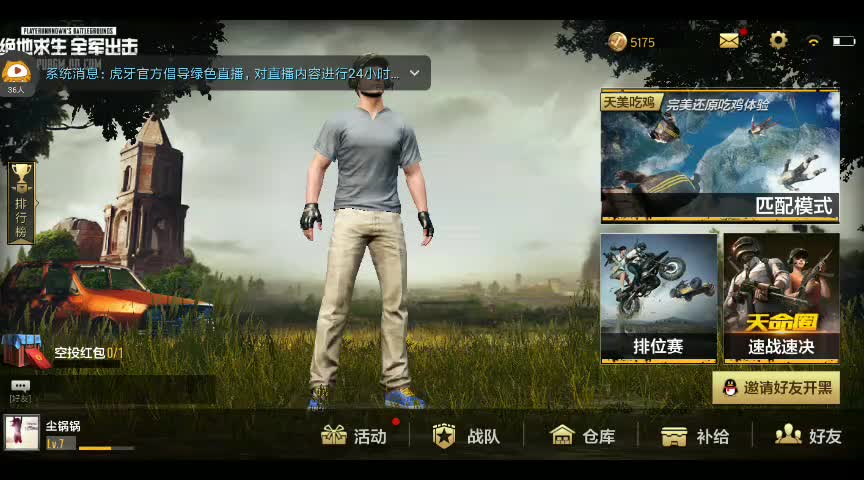 PLAYERUNKNOWN'S BATTLEGROUNDS
绝地求生 全军出击
PUBGM.QQ.COM
5175
系统消息：虎牙官方倡导绿色直播，对直播内容进行24小时...
36人
天美吃鸡 完美还原吃鸡体验
匹配模式
排行榜
排位赛
天命圈
速战速决
空投红包0/1
[好友]
邀请好友开黑
尘锅锅
Lv.7
活动
战队
仓库
补给
好友